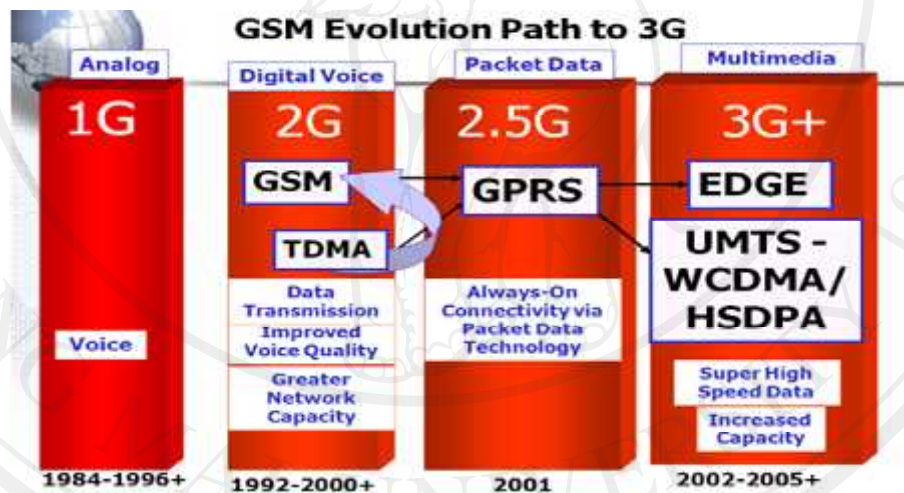 GSM Evolution Path to 3G
Analog
1G
Voice
1984-1996+
Digital Voice
2G
GSM
TDMA
Data
Transmission
Improved
Voice Quality
Greater
Network
Capacity
1992-2000+
Packet Data
2.5G
GPRS
Always-On
Connectivity via
Packet Data
Technology
2001
Multimedia
3G+
EDGE
UMTS -
WCDMA/
HSDPA
Super High
Speed Data
Increased
Capacity
2002-2005+